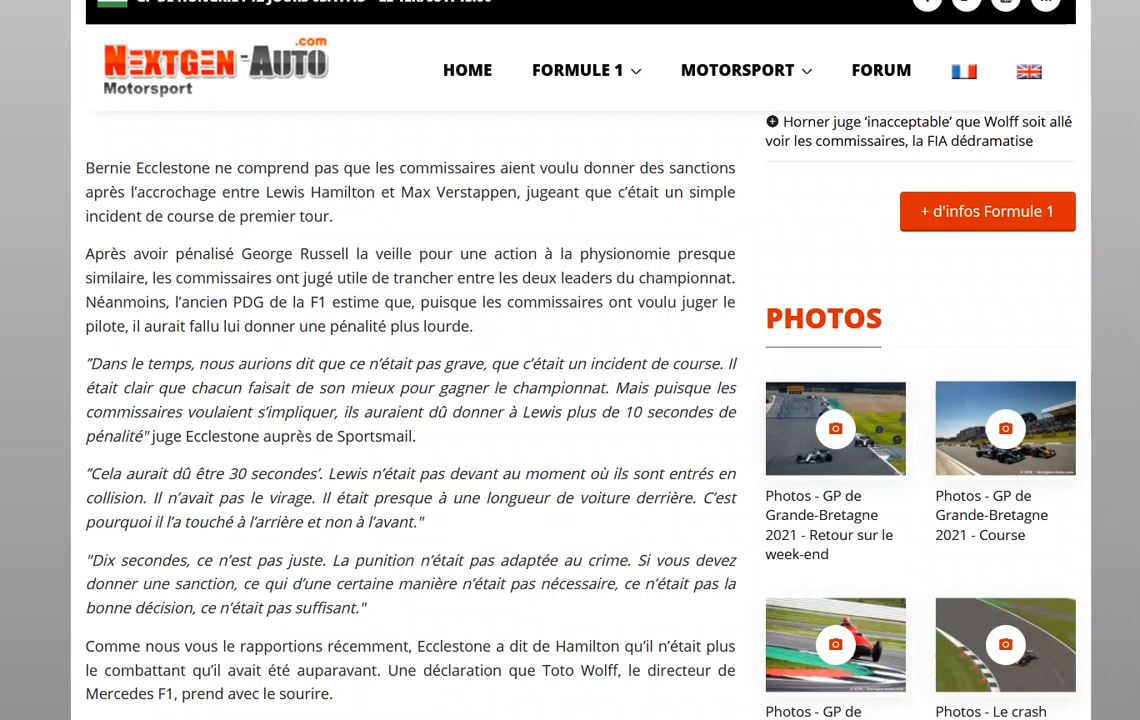 NEXTGEN-AUTO.com
Motorsport
HOME
FORMULE 1
MOTORSPORT
FORUM
Horner juge ‘inacceptable’ que Wolff soit allé
voir les commissaires, la FIA dédramatise
+ d'infos Formule 1
Bernie Ecclestone ne comprend pas que les commissaires aient voulu donner des sanctions
après l’accrochage entre Lewis Hamilton et Max Verstappen, jugeant que c’était un simple
incident de course de premier tour.
Après avoir pénalisé George Russell la veille pour une action à la physionomie presque
similaire, les commissaires ont jugé utile de trancher entre les deux leaders du championnat.
Néanmoins, l’ancien PDG de la F1 estime que, puisque les commissaires ont voulu juger le
pilote, il aurait fallu lui donner une pénalité plus lourde.
"Dans le temps, nous aurions dit que ce n’était pas grave, que c’était un incident de course. Il
était clair que chacun faisait de son mieux pour gagner le championnat. Mais puisque les
commissaires voulaient s’impliquer, ils auraient dû donner à Lewis plus de 10 secondes de
pénalité" juge Ecclestone auprès de Sportsmail.
"Cela aurait dû être 30 secondes’. Lewis n’était pas devant au moment où ils sont entrés en
collision. Il n’avait pas le virage. Il était presque à une longueur de voiture derrière. C’est
pourquoi il l’a touché à l’arrière et non à l’avant."
"Dix secondes, ce n’est pas juste. La punition n’était pas adaptée au crime. Si vous devez
donner une sanction, ce qui d’une certaine manière n’était pas nécessaire, ce n’était pas la
bonne décision, ce n’était pas suffisant."
Comme nous vous le rapportions récemment, Ecclestone a dit de Hamilton qu’il n’était plus
le combattant qu’il avait été auparavant. Une déclaration que Toto Wolff, le directeur de
Mercedes F1, prend avec le sourire.
PHOTOS
Photos - GP de
Grande-Bretagne
2021 - Retour sur le
week-end
Photos - GP de
Grande-Bretagne
2021 - Course
Photos - GP de
Photos - Le crash